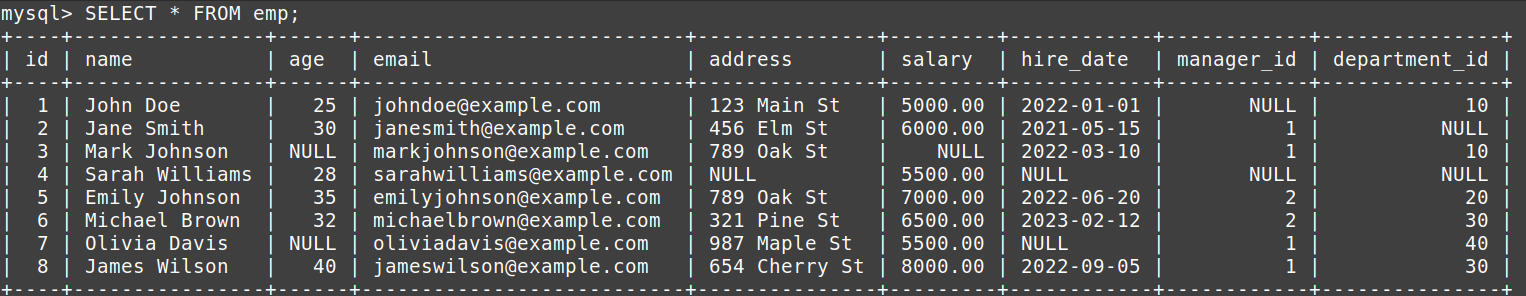 mysql> SELECT * FROM emp;
+----+----------------+------+---------------------------+---------------+---------+------------+------------+---------------+
| id | name           | age  | email                     | address       | salary  | hire_date  | manager_id | department_id |
+----+----------------+------+---------------------------+---------------+---------+------------+------------+---------------+
|  1 | John Doe       |   25 | johndoe@example.com       | 123 Main St   | 5000.00 | 2022-01-01 |       NULL |            10 |
|  2 | Jane Smith     |   30 | janesmith@example.com     | 456 Elm St    | 6000.00 | 2021-05-15 |          1 |          NULL |
|  3 | Mark Johnson   | NULL | markjohnson@example.com   | 789 Oak St    |    NULL | 2022-03-10 |          1 |            10 |
|  4 | Sarah Williams |   28 | sarahwilliams@example.com | NULL          | 5500.00 | NULL       |       NULL |          NULL |
|  5 | Emily Johnson  |   35 | emilyjohnson@example.com  | 789 Oak St    | 7000.00 | 2022-06-20 |          2 |            20 |
|  6 | Michael Brown  |   32 | michaelbrown@example.com  | 321 Pine St   | 6500.00 | 2023-02-12 |          2 |            30 |
|  7 | Olivia Davis   | NULL | oliviadavis@example.com   | 987 Maple St  | 5500.00 | NULL       |          1 |            40 |
|  8 | James Wilson   |   40 | jameswilson@example.com   | 654 Cherry St | 8000.00 | 2022-09-05 |          1 |            30 |
+----+----------------+------+---------------------------+---------------+---------+------------+------------+---------------+